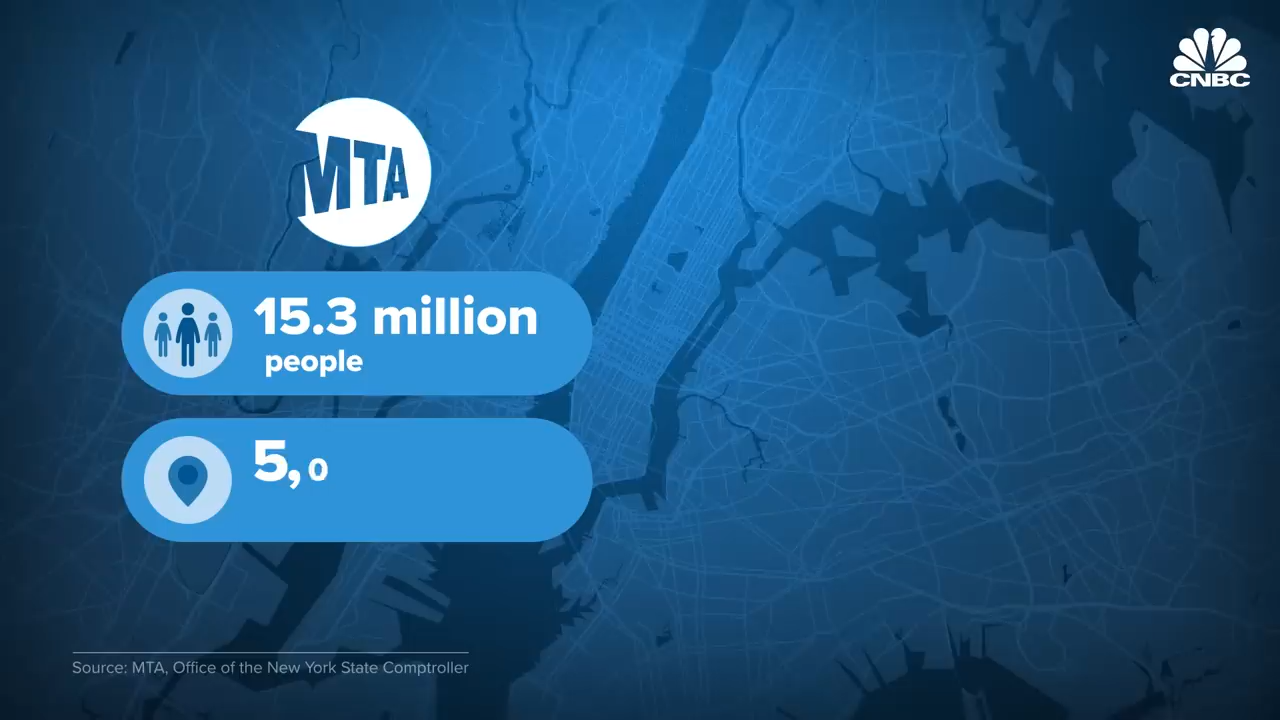 CNBC
MTA
15.3 million
people
5,0
Source: MTA, Office of the New York State Comptroller